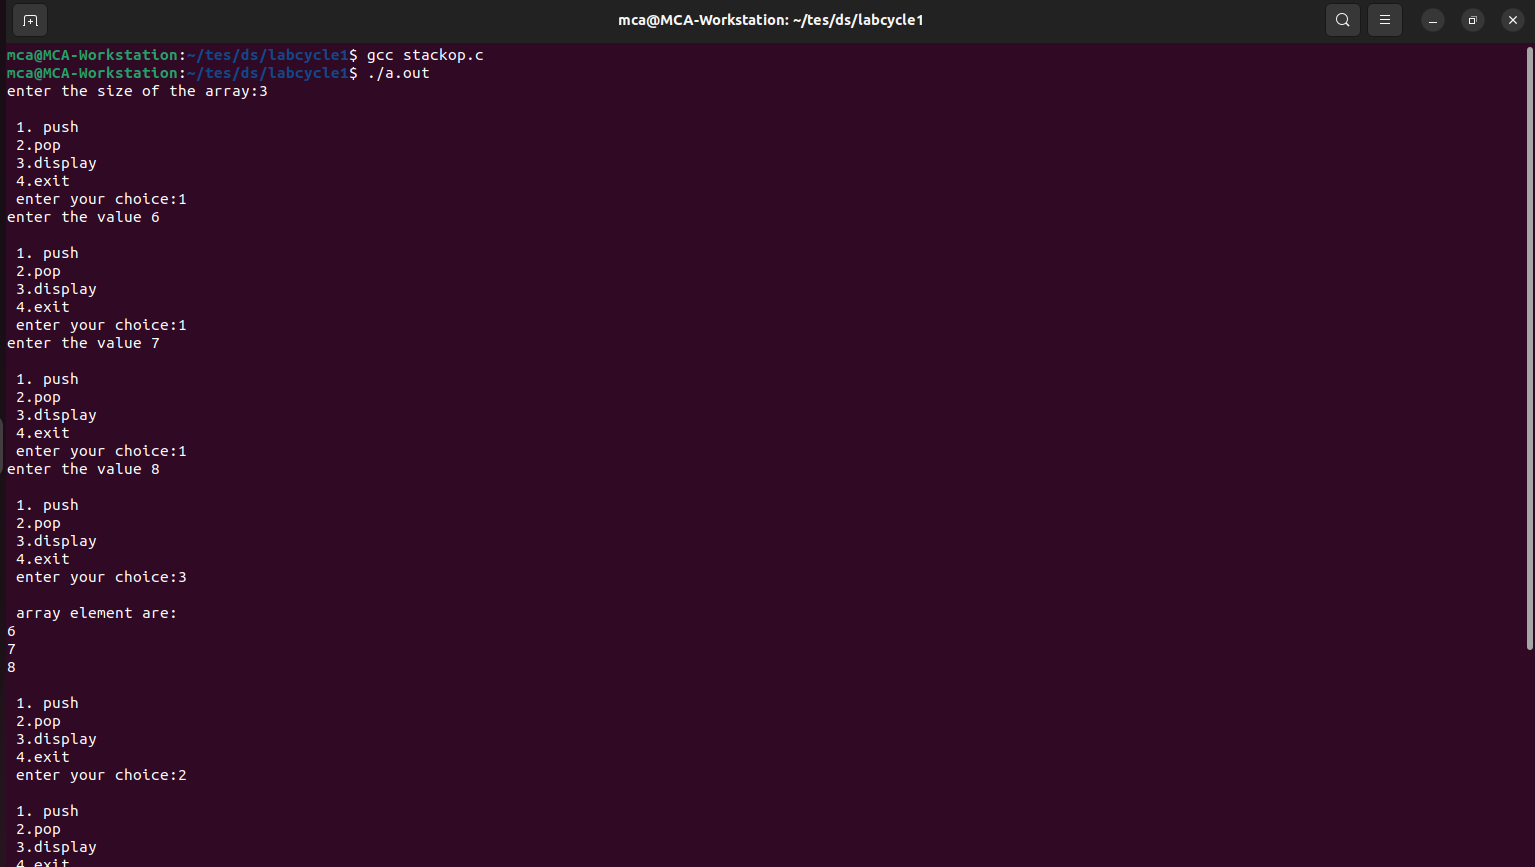 mca@MCA-Workstation: ~/tes/ds/labcycle1
mca@MCA-Workstation:~/tes/ds/labcycle1$ gcc stackop.c
mca@MCA-Workstation:~/tes/ds/labcycle1$ ./a.out
enter the size of the array:3
1. push
2.pop
3.display
4.exit
enter your choice:1
enter the value 6
1. push
2.pop
3.display
4.exit
enter your choice:1
enter the value 7
1. push
2.pop
3.display
4.exit
enter your choice:1
enter the value 8
1. push
2.pop
3.display
4.exit
enter your choice:3
array element are:
6
7
8
1. push
2.pop
3.display
4.exit
enter your choice:2
1. push
2.pop
3.display
4.exit